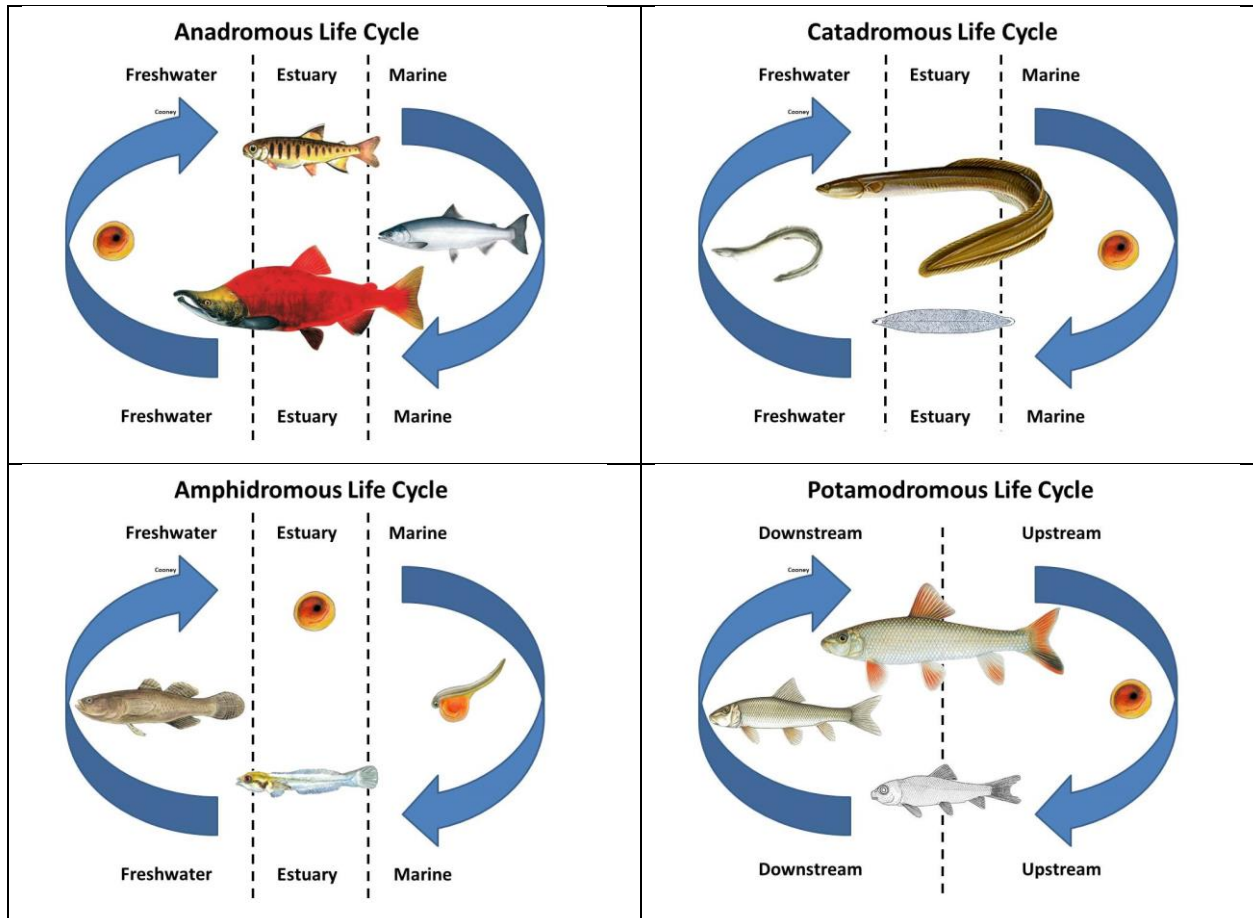 Anadromous Life Cycle
Freshwater Estuary Marine
Cooney
Freshwater Estuary Marine
Catadromous Life Cycle
Freshwater Estuary Marine
Cooney
Freshwater Estuary Marine
Amphidromous Life Cycle
Freshwater Estuary Marine
Cooney
Freshwater Estuary Marine
Potamodromous Life Cycle
Downstream Upstream
Cooney
Downstream Upstream